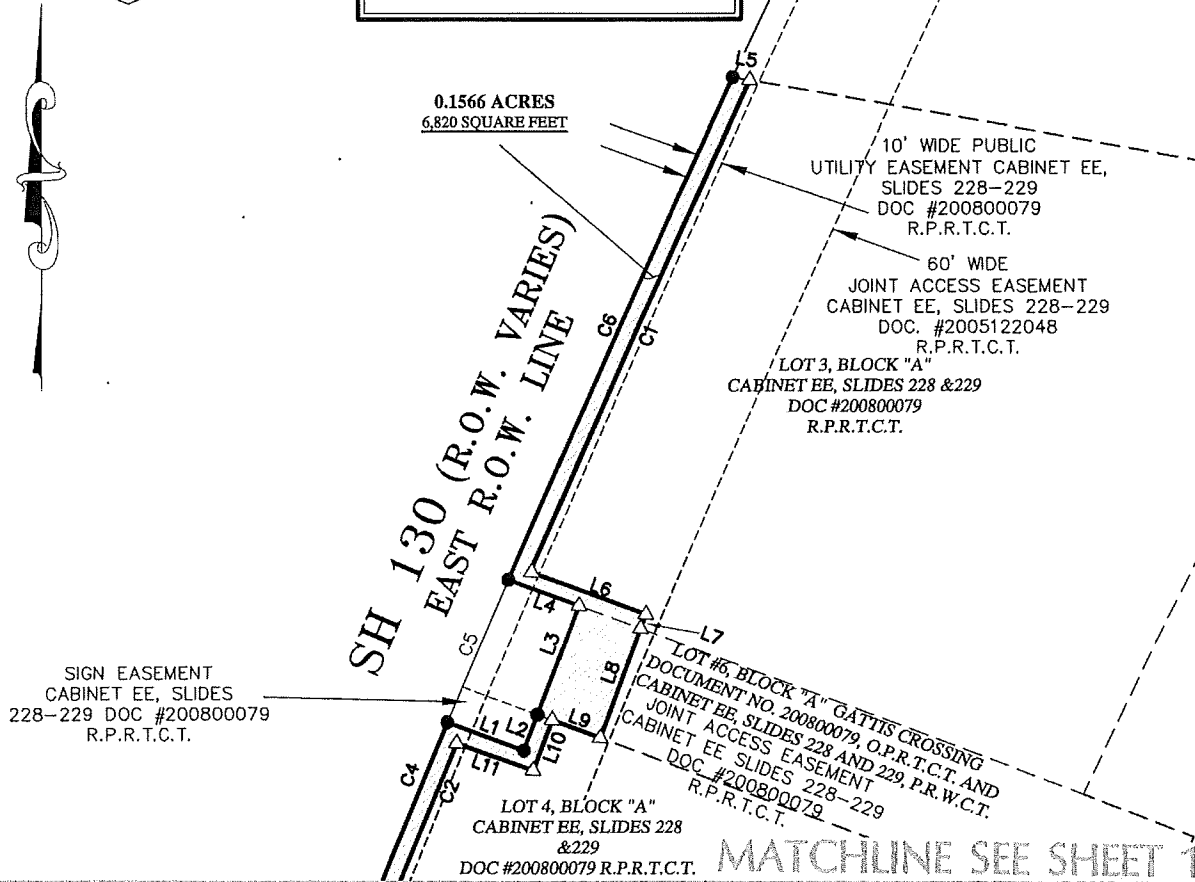 L5
0.1566 ACRES
6,820 SQUARE FEET
10' WIDE PUBLIC
UTILITY EASEMENT CABINET EE,
SLIDES 228-229
DOC #200800079
R.P.R.T.C.T.
60' WIDE
JOINT ACCESS EASEMENT
CABINET EE, SLIDES 228-229
DOC. #2005122048
R.P.R.T.C.T.
LOT 3, BLOCK "A"
CABINET EE, SLIDES 228 &229
DOC #200800079
R.P.R.T.C.T.
C6
C1
SH 130 (R.O.W. VARIES)
EAST R.O.W. LINE
L6
L4
L7
L3
L8
C5
SIGN EASEMENT
CABINET EE, SLIDES
228-229 DOC #200800079
R.P.R.T.C.T.
L1
L2
L9
L10
L11
C4
C2
LOT #6, BLOCK "A" GATTIS CROSSING
DOCUMENT NO. 200800079, O.P.R.T.C.T. AND
CABINET EE, SLIDES 228 AND 229, P.R.W.C.T.
JOINT ACCESS EASEMENT
CABINET EE SLIDES 228-229
DOC #200800079
R.P.R.T.C.T.
LOT 4, BLOCK "A"
CABINET EE, SLIDES 228
&229
DOC #200800079 R.P.R.T.C.T.
MATCHLINE SEE SHEET 1